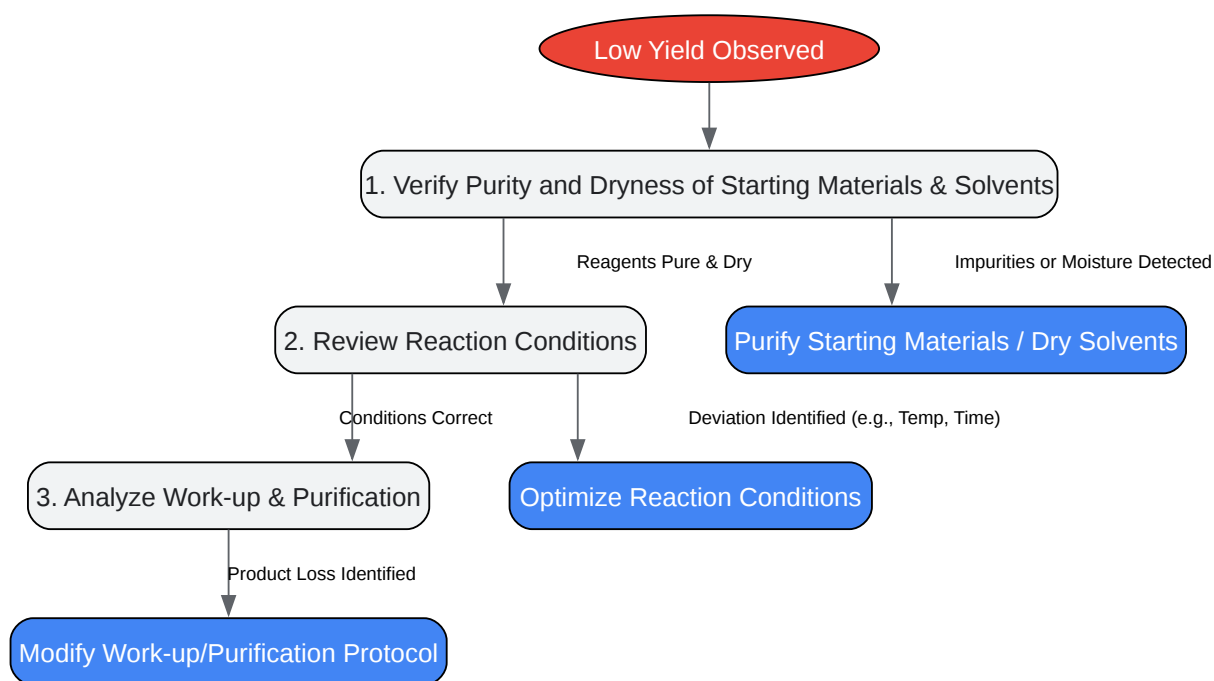 Low Yield Observed
1. Verify Purity and Dryness of Starting Materials & Solvents
Reagents Pure & Dry
Impurities or Moisture Detected
2. Review Reaction Conditions
Purify Starting Materials / Dry Solvents
Conditions Correct
Deviation Identified (e.g., Temp, Time)
3. Analyze Work-up & Purification
Optimize Reaction Conditions
Product Loss Identified
Modify Work-up/Purification Protocol